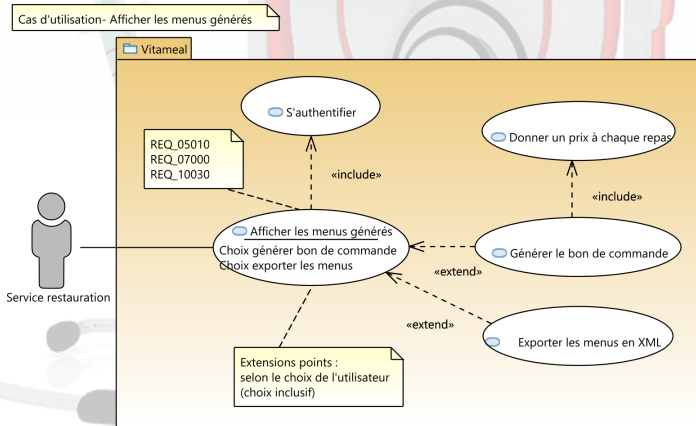 Cas d'utilisation- Afficher les menus générés
Vitameal
S'authentifier
Donner un prix à chaque repas
REQ_05010
REQ_07000
REQ_10030
«include»
«include»
Afficher les menus générés
Choix générer bon de commande
Choix exporter les menus
Générer le bon de commande
«extend»
Service restauration
«extend»
Exporter les menus en XML
Extensions points :
selon le choix de l'utilisateur
(choix inclusif)